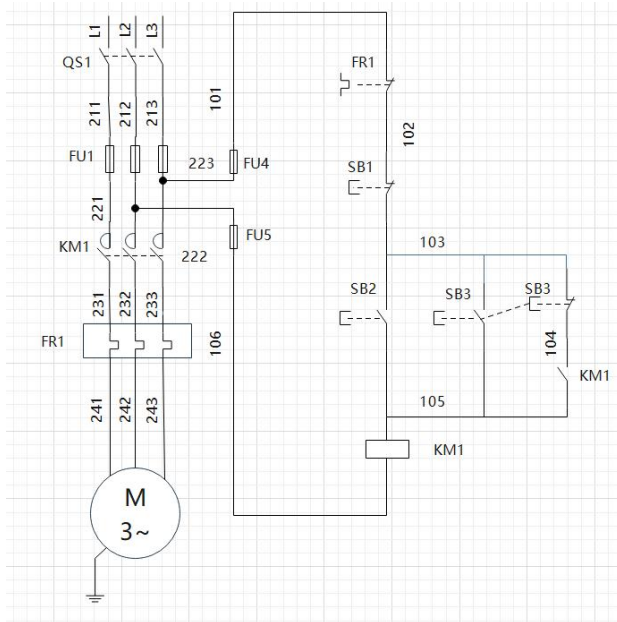 L1
L2
L3
QS1
211
212
213
101
FR1
102
FU1
223
FU4
SB1
221
FU5
KM1
222
103
231
232
233
SB2
SB3
SB3
FR1
106
104
KM1
241
242
243
105
KM1
M
3~